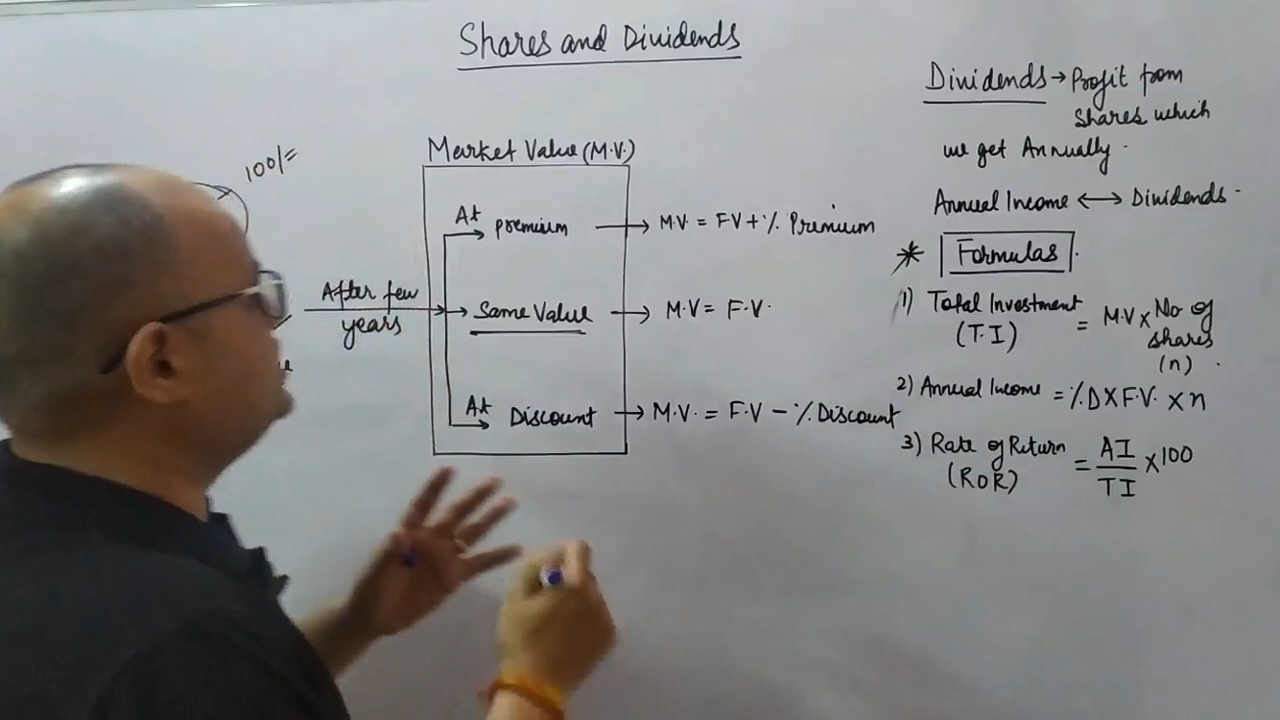 Shares and Dividends
100/=
After few
years
Market Value (M.V.)
At premium → M.V = FV + % Premium
→ Same Value → M.V = F.V.
At Discount → M.V. = F.V - % Discount
Dividends → Profit from
Shares which
we get Annually.
Annual Income ↔ Dividends.
* Formulas
1) Total Investment = M.V × No of
(T.I) shares
(n).
2) Annual Income = % D × F.V. × n
3) Rate of Return = AI/TI × 100
(ROR)